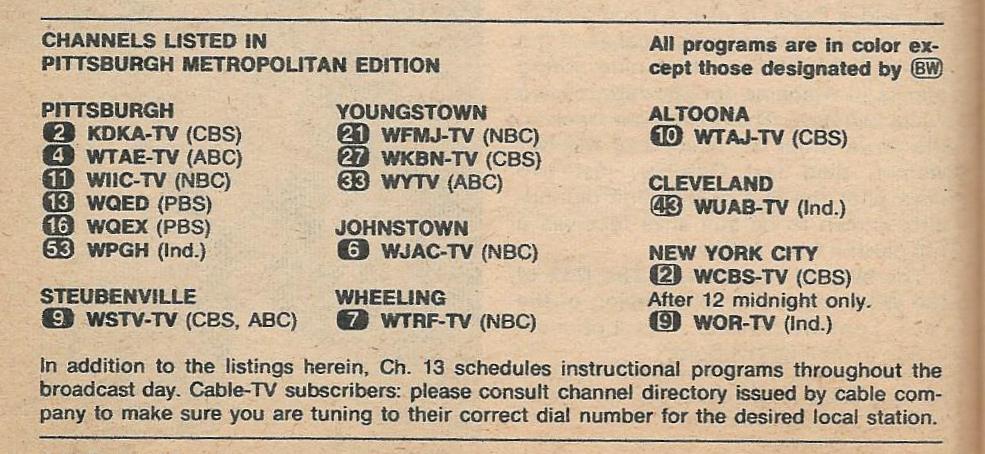 CHANNELS LISTED IN
PITTSBURGH METROPOLITAN EDITION
All programs are in color ex-
cept those designated by BW
PITTSBURGH
2 KDKA-TV (CBS)
4 WTAE-TV (ABC)
11 WIIC-TV (NBC)
13 WQED (PBS)
16 WQEX (PBS)
53 WPGH (Ind.)
STEUBENVILLE
9 WSTV-TV (CBS, ABC)
YOUNGSTOWN
21 WFMJ-TV (NBC)
27 WKBN-TV (CBS)
33 WYTV (ABC)
JOHNSTOWN
6 WJAC-TV (NBC)
WHEELING
7 WTRF-TV (NBC)
ALTOONA
10 WTAJ-TV (CBS)
CLEVELAND
43 WUAB-TV (Ind.)
NEW YORK CITY
2 WCBS-TV (CBS)
After 12 midnight only.
9 WOR-TV (Ind.)
In addition to the listings herein, Ch. 13 schedules instructional programs throughout the
broadcast day. Cable-TV subscribers: please consult channel directory issued by cable com-
pany to make sure you are tuning to their correct dial number for the desired local station.